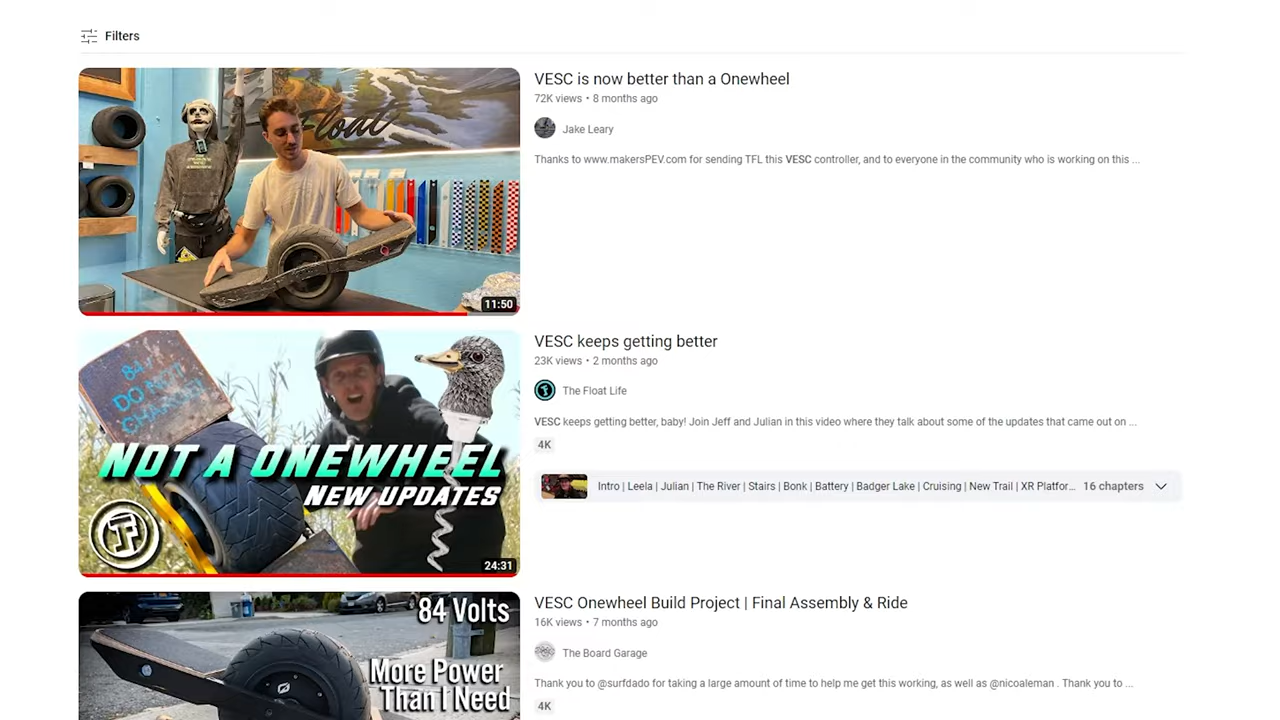 Filters
Float
11:50
VESC is now better than a Onewheel
72K views • 8 months ago
Jake Leary
Thanks to www.makersPEV.com for sending TFL this VESC controller, and to everyone in the community who is working on this ...
84V
DO NOT
CHARGE
NOT A ONEWHEEL
NEW UPDATES
24:31
VESC keeps getting better
23K views • 2 months ago
The Float Life
VESC keeps getting better, baby! Join Jeff and Julian in this video where they talk about some of the updates that came out on ...
4K
Intro | Leela | Julian | The River | Stairs | Bonk | Battery | Badger Lake | Cruising | New Trail | XR Platfor... 16 chapters
84 Volts
More Power
Than I Need
VESC Onewheel Build Project | Final Assembly & Ride
16K views • 7 months ago
The Board Garage
Thank you to @surfdado for taking a large amount of time to help me get this working, as well as @nicoaleman . Thank you to ...
4K